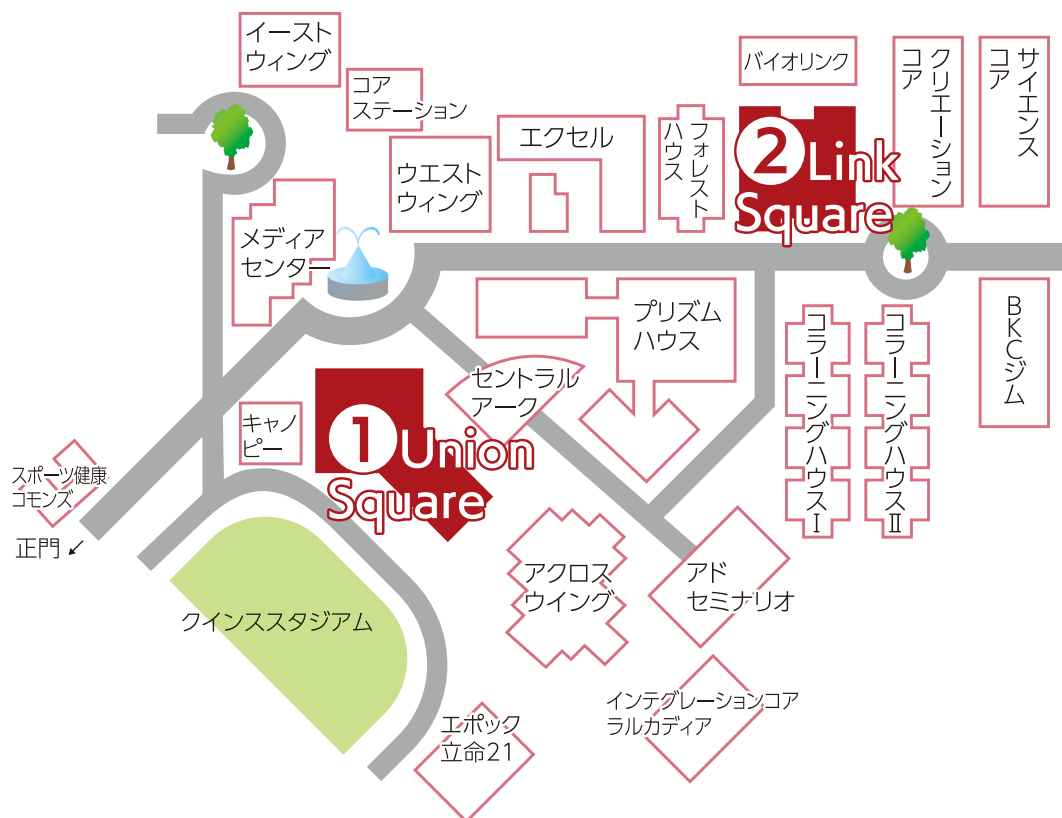 イースト
ウィング
コア
ステーション
ウエスト
ウィング
エクセル
フォレスト
ハウス
バイオリンク
2 Link
Square
クリエーション
コア
サイエンス
コア
メディア
センター
プリズム
ハウス
セントラル
アーク
キャノ
ピー
1 Union
Square
コラーニングハウスⅠ
コラーニングハウスⅡ
BKCジム
スポーツ健康
コモンズ
正門 ↙
クインススタジアム
アクロス
ウイング
アド
セミナリオ
インテグレーションコア
ラルカディア
エポック
立命21